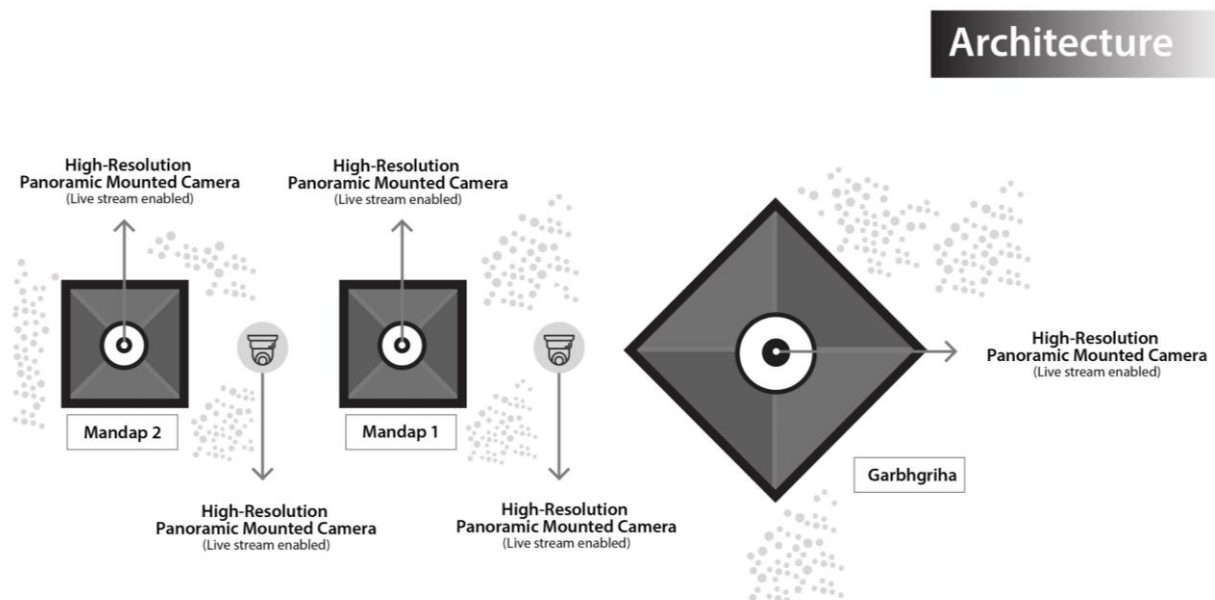 Architecture
High-Resolution
Panoramic Mounted Camera
(Live stream enabled)
High-Resolution
Panoramic Mounted Camera
(Live stream enabled)
High-Resolution
Panoramic Mounted Camera
(Live stream enabled)
Mandap 2
Mandap 1
Garbhgriha
High-Resolution
Panoramic Mounted Camera
(Live stream enabled)
High-Resolution
Panoramic Mounted Camera
(Live stream enabled)